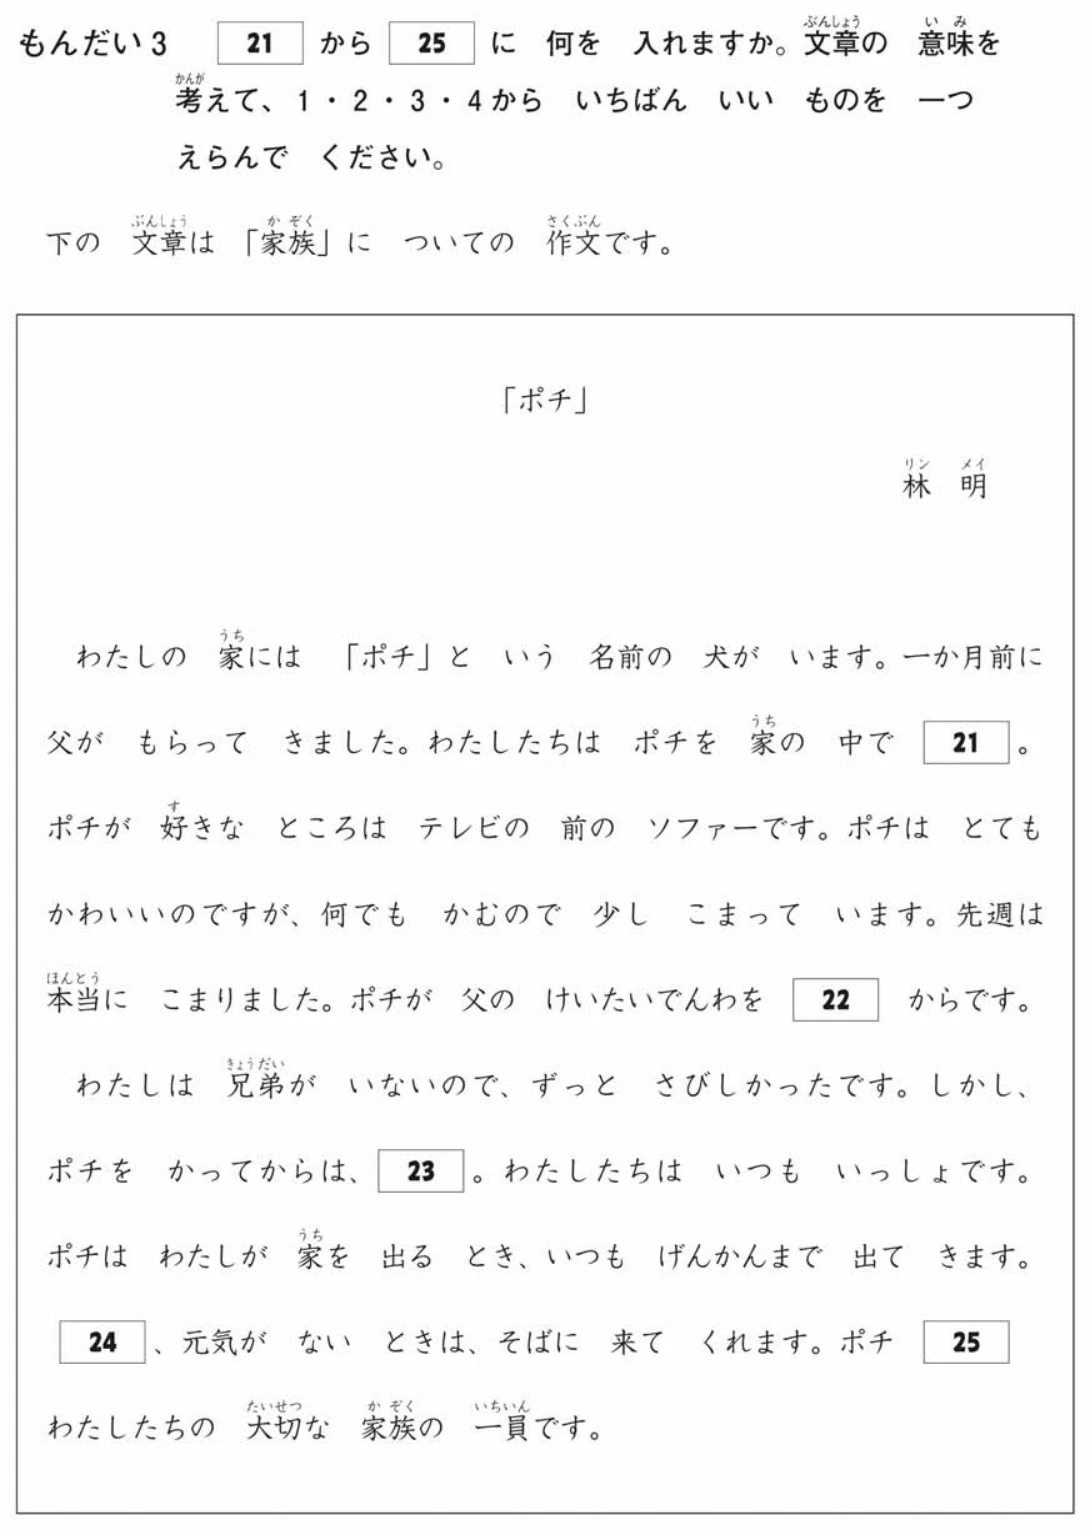 もんだい3　21 から 25 に 何を 入れますか。文章の 意味を
考えて、1・2・3・4から いちばん いい ものを 一つ
えらんで ください。
下の 文章は 「家族」に ついての 作文です。
「ポチ」
林 明
わたしの 家には 「ポチ」と いう 名前の 犬が います。一か月前に
父が もらって きました。わたしたちは ポチを 家の 中で 21 。
ポチが 好きな ところは テレビの 前の ソファーです。ポチは とても
かわいいのですが、何でも かむので 少し こまって います。先週は
本当に こまりました。ポチが 父の けいたいでんわを 22 からです。
わたしは 兄弟が いないので、ずっと さびしかったです。しかし、
ポチを かってからは、23 。わたしたちは いつも いっしょです。
ポチは わたしが 家を 出る とき、いつも げんかんまで 出て きます。
24 、元気が ない ときは、そばに 来て くれます。ポチ 25
わたしたちの 大切な 家族の 一員です。